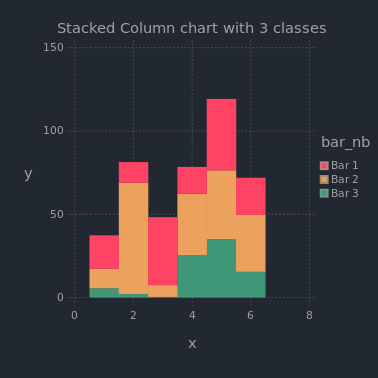 Stacked Column chart with 3 classes
150
100
50
0
y
0 2 4 6 8
x
bar_nb
Bar 1
Bar 2
Bar 3